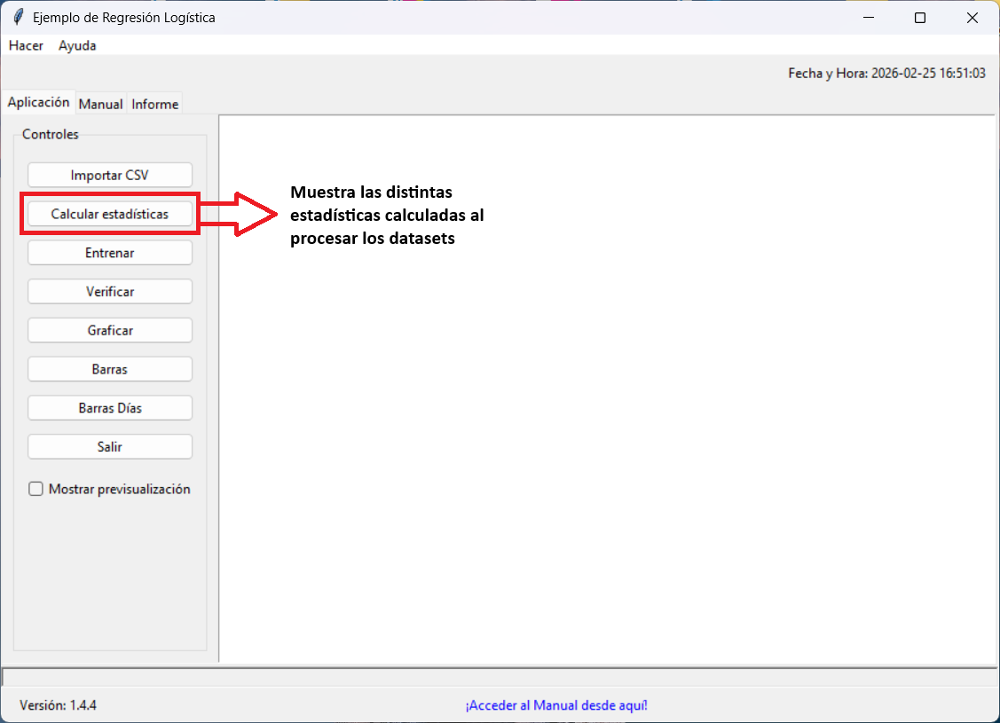 Ejemplo de Regresión Logística
Hacer Ayuda
Fecha y Hora: 2026-02-25 16:51:03
Aplicación Manual Informe
Controles
Importar CSV
Calcular estadísticas
Muestra las distintas
estadísticas calculadas al
procesar los datasets
Entrenar
Verificar
Graficar
Barras
Barras Días
Salir
Mostrar previsualización
Versión: 1.4.4
¡Acceder al Manual desde aquí!